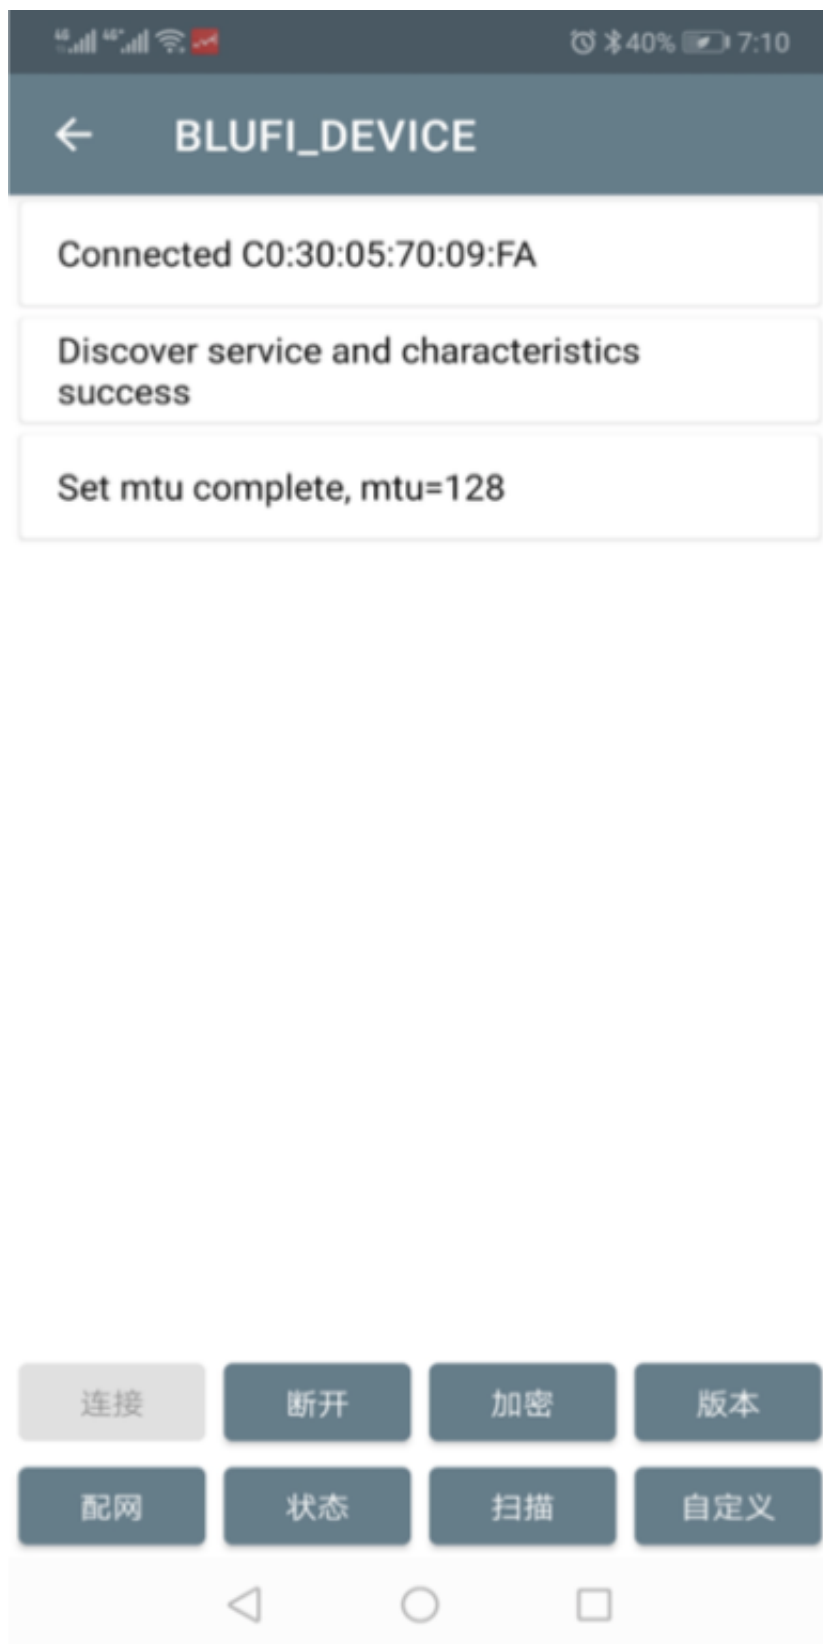 4G 4G+ 40% 7:10
BLUFI_DEVICE
Connected C0:30:05:70:09:FA
Discover service and characteristics
success
Set mtu complete, mtu=128
连接 断开 加密 版本
配网 状态 扫描 自定义